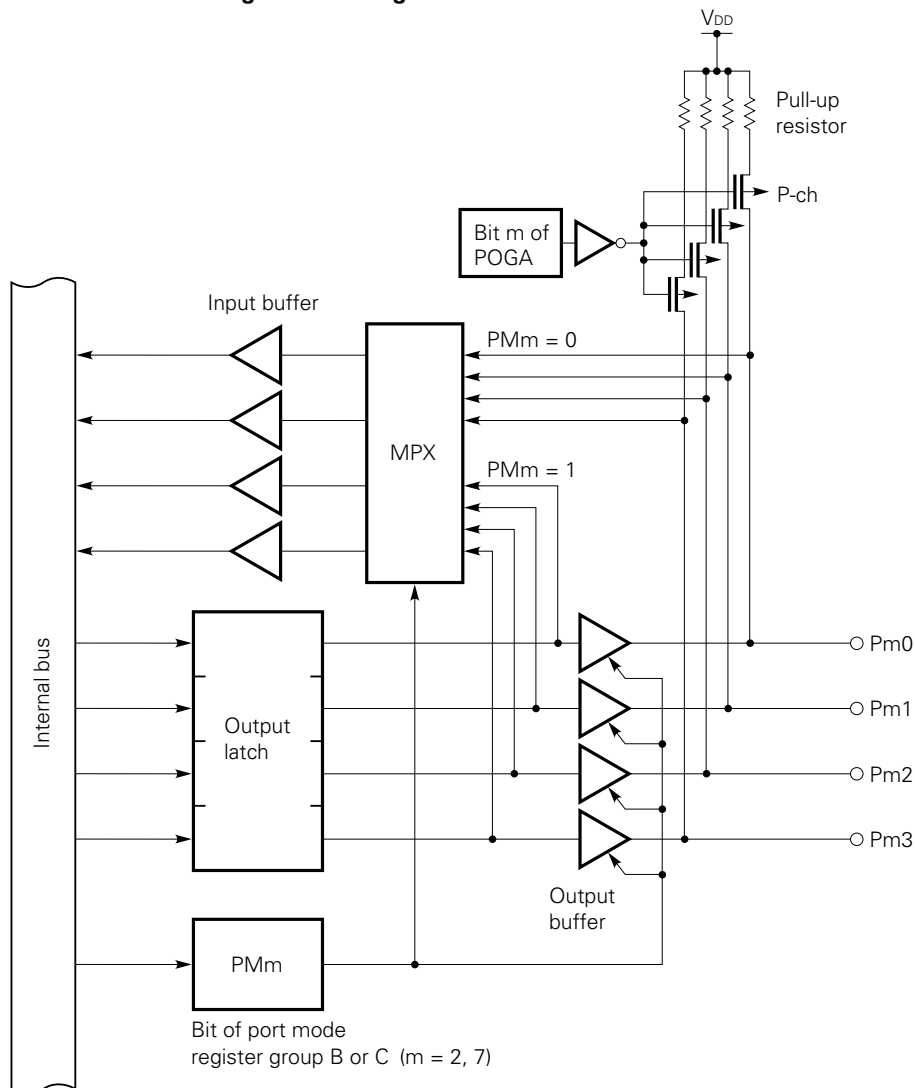 VDD
Pull-up
resistor
P-ch
Bit m of
POGA
Input buffer
PMm = 0
MPX
PMm = 1
Internal bus
Output
latch
Pm0
Pm1
Pm2
Pm3
Output
buffer
PMm
Bit of port mode
register group B or C (m = 2, 7)